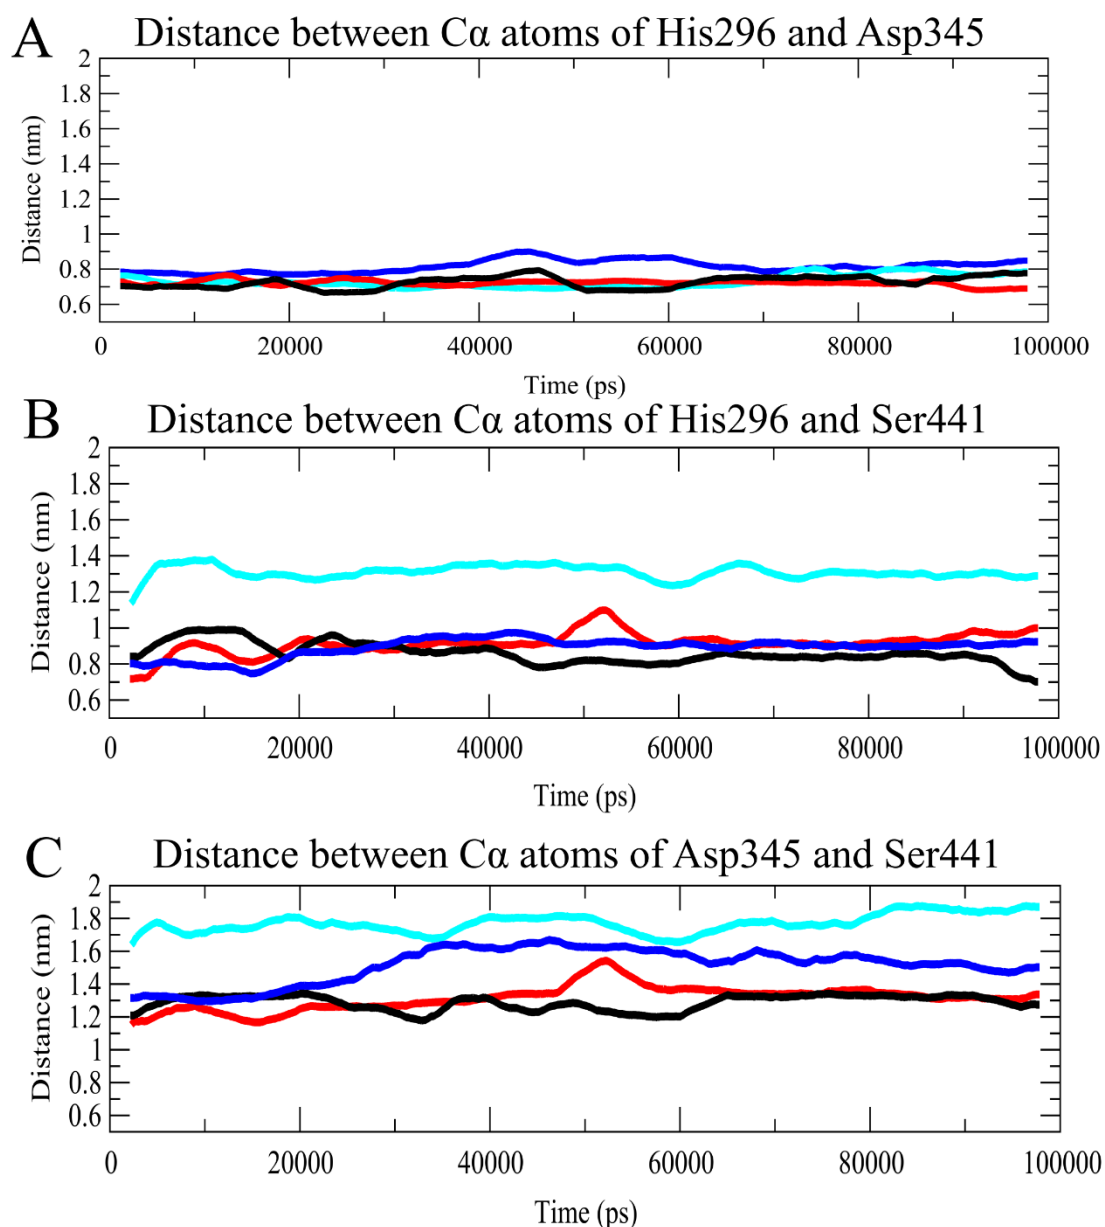 A
Distance between Cα atoms of His296 and Asp345
Distance (nm)
2
1.8
1.6
1.4
1.2
1
0.8
0.6
0 20000 40000 60000 80000 100000
Time (ps)
B
Distance between Cα atoms of His296 and Ser441
Distance (nm)
2
1.8
1.6
1.4
1.2
1
0.8
0.6
0 20000 40000 60000 80000 100000
Time (ps)
C
Distance between Cα atoms of Asp345 and Ser441
Distance (nm)
2
1.8
1.6
1.4
1.2
1
0.8
0.6
0 20000 40000 60000 80000 100000
Time (ps)